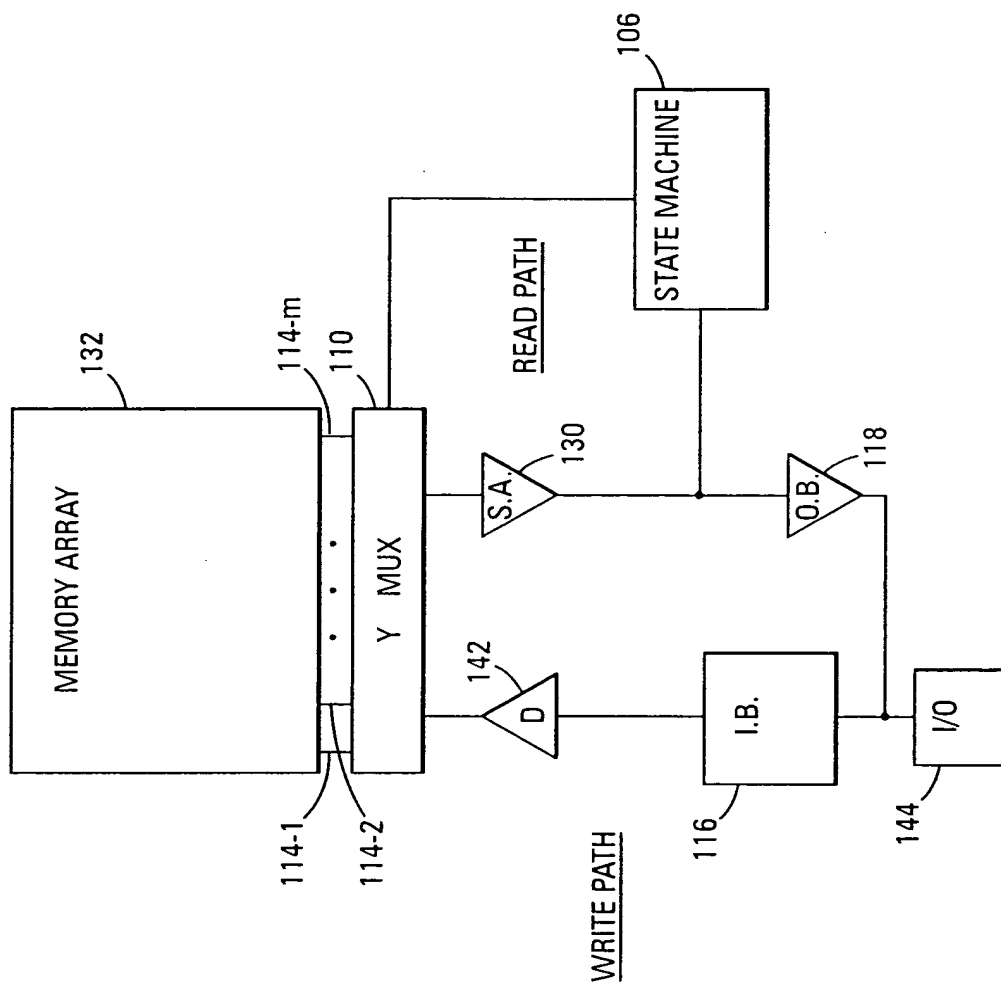 132
MEMORY ARRAY
114-1
114-2
114-m
110
Y MUX
142
D
S.A.
130
READ PATH
106
STATE MACHINE
WRITE PATH
116
I.B.
O.B.
118
144
I/O